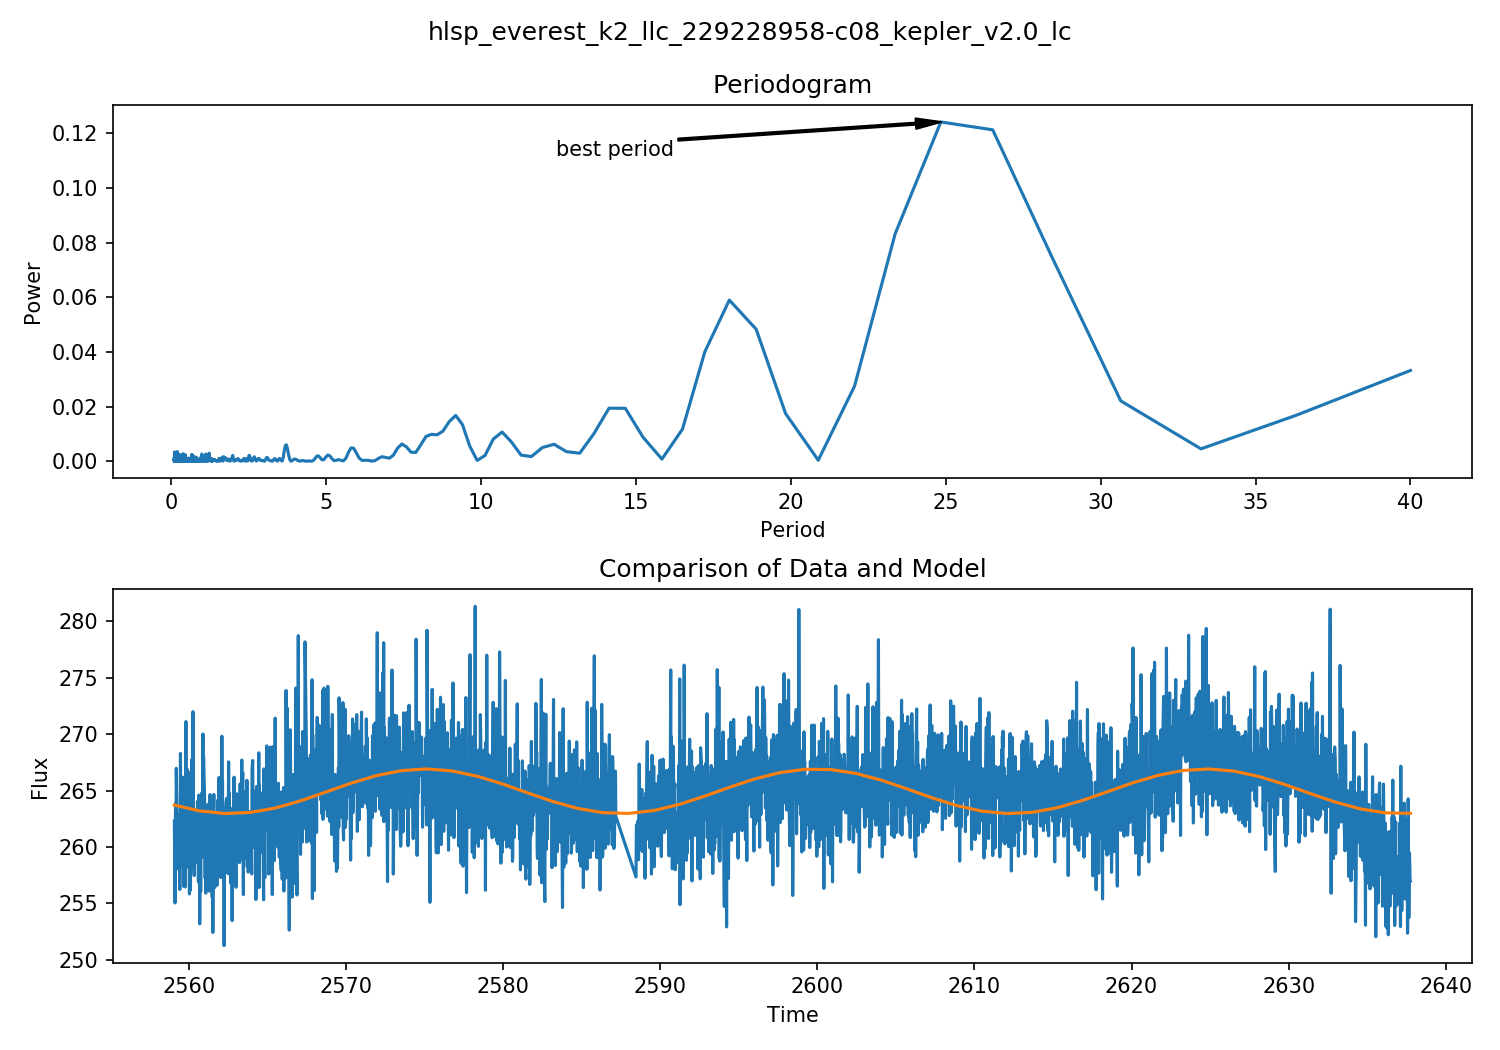 hlsp_everest_k2_llc_229228958-c08_kepler_v2.0_lc
Periodogram
0.12
0.10
0.08
0.06
0.04
0.02
0.00
Power
best period
0 5 10 15 20 25 30 35 40
Period
Comparison of Data and Model
280
275
270
265
260
255
250
Flux
2560 2570 2580 2590 2600 2610 2620 2630 2640
Time